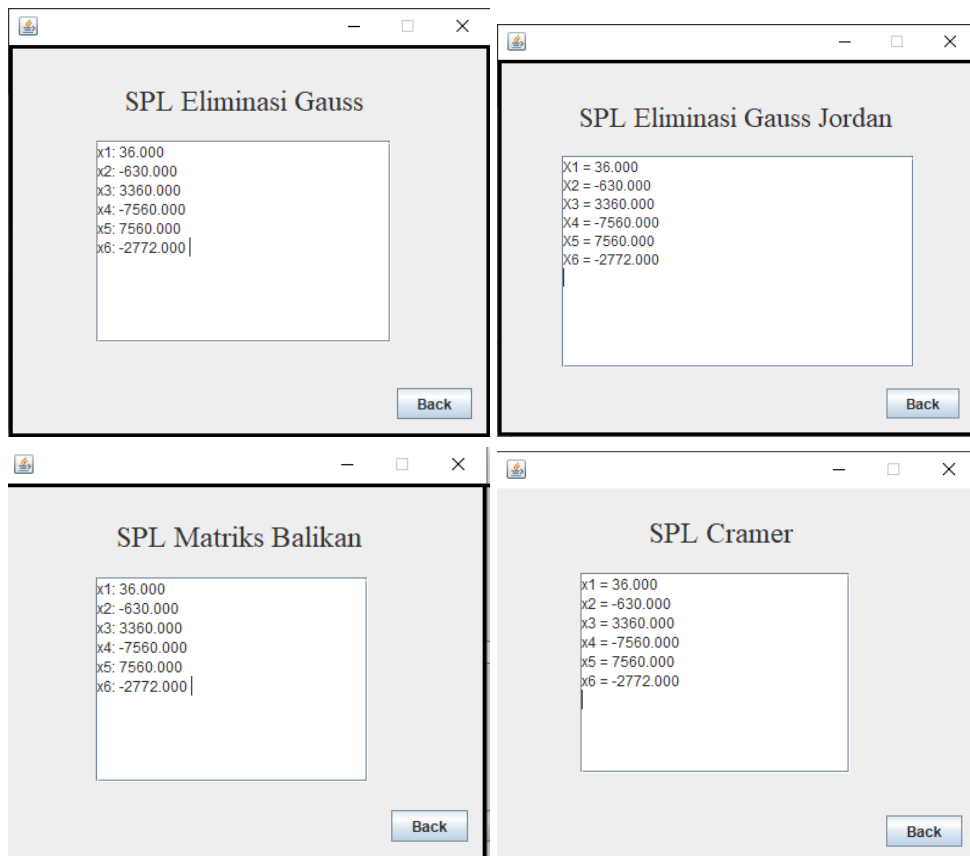 SPL Eliminasi Gauss
x1: 36.000
x2: -630.000
x3: 3360.000
x4: -7560.000
x5: 7560.000
x6: -2772.000
Back
SPL Eliminasi Gauss Jordan
X1 = 36.000
X2 = -630.000
X3 = 3360.000
X4 = -7560.000
X5 = 7560.000
X6 = -2772.000
Back
SPL Matriks Balikan
x1: 36.000
x2: -630.000
x3: 3360.000
x4: -7560.000
x5: 7560.000
x6: -2772.000
Back
SPL Cramer
x1 = 36.000
x2 = -630.000
x3 = 3360.000
x4 = -7560.000
x5 = 7560.000
x6 = -2772.000
Back